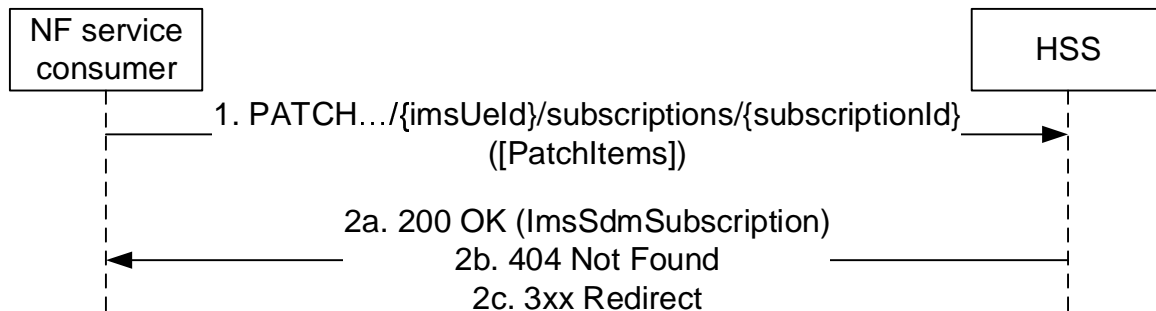 NF service
consumer
HSS
1. PATCH…/{imsUeId}/subscriptions/{subscriptionId}
([PatchItems])
2a. 200 OK (ImsSdmSubscription)
2b. 404 Not Found
2c. 3xx Redirect